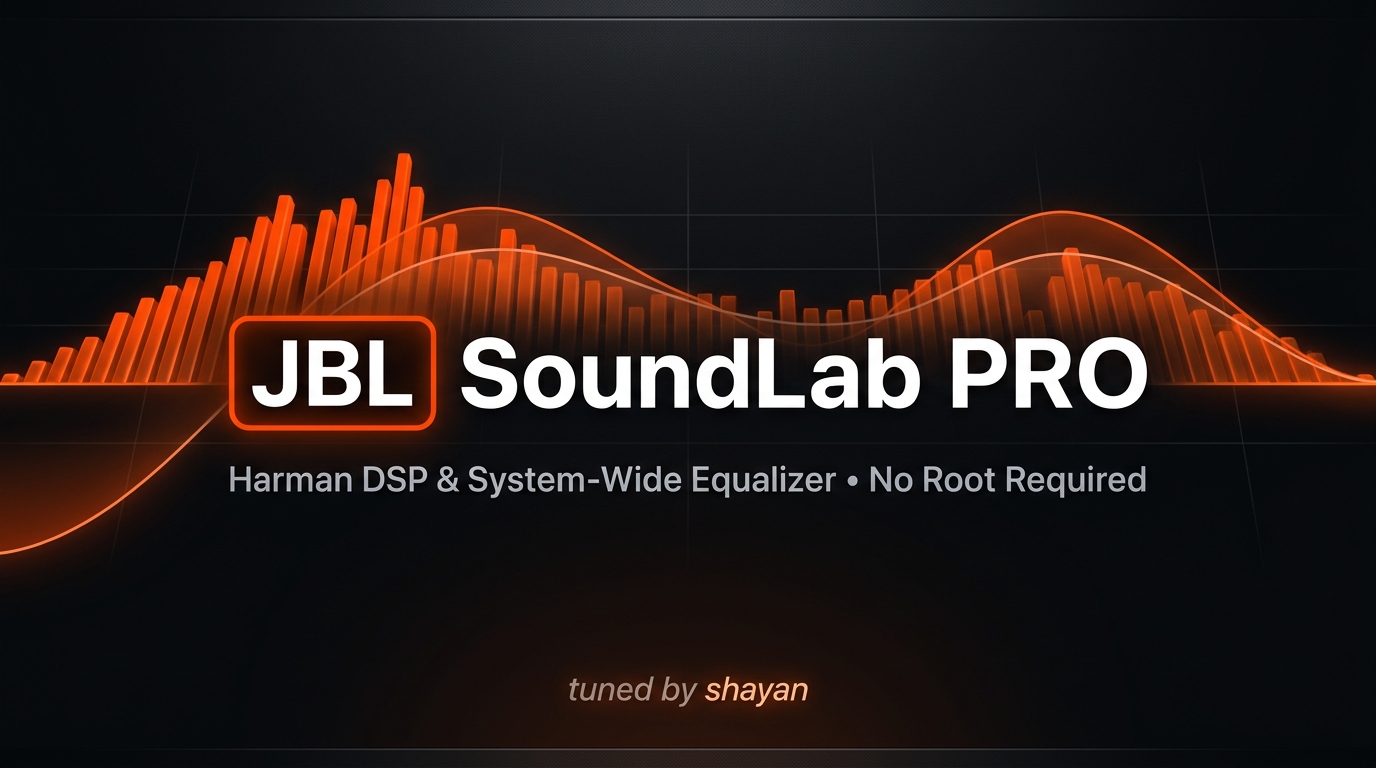 JBL SoundLab PRO
Harman DSP & System-Wide Equalizer • No Root Required
tuned by shayan